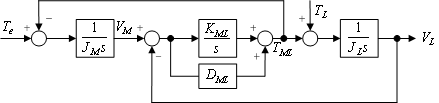 T_e − + 1 / J_M s V_M + − K_ML / s D_ML + + T_ML T_L + + 1 / J_L s V_L